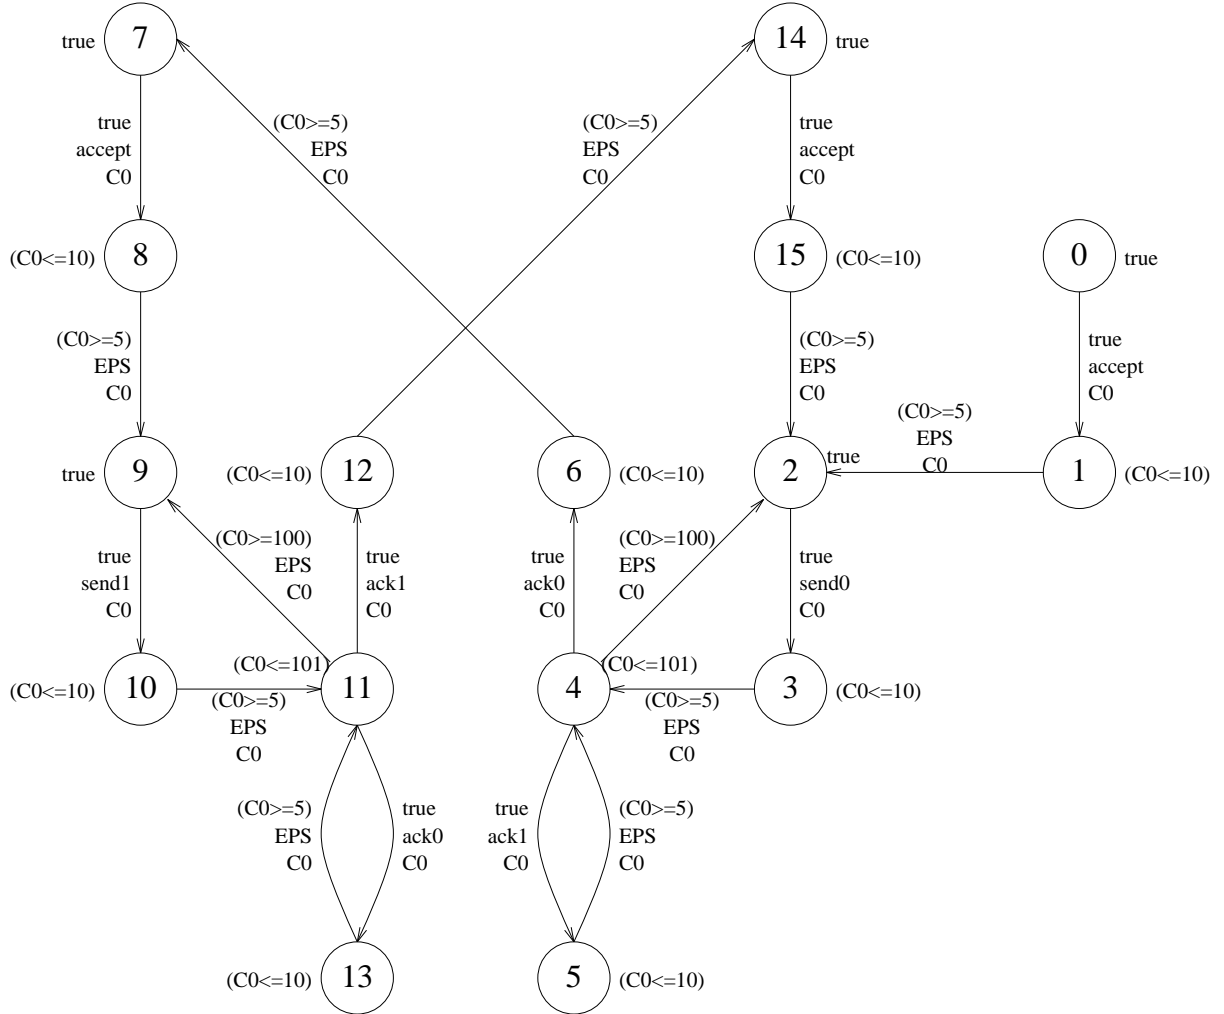 true
7
14
true
(C0>=5)
EPS
C0
(C0>=5)
EPS
C0
true
accept
C0
true
accept
C0
(C0<=10)
8
15
(C0<=10)
0
true
(C0>=5)
EPS
C0
(C0>=5)
EPS
C0
true
accept
C0
(C0>=5)
EPS
C0
true
9
(C0<=10)
12
6
(C0<=10)
2
true
1
(C0<=10)
true
send1
C0
(C0>=100)
EPS
C0
true
ack1
C0
true
ack0
C0
(C0>=100)
EPS
C0
true
send0
C0
(C0<=10)
10
(C0<=101)
11
4
(C0<=101)
3
(C0<=10)
(C0>=5)
EPS
C0
(C0>=5)
EPS
C0
(C0>=5)
EPS
C0
true
ack0
C0
true
ack1
C0
(C0>=5)
EPS
C0
(C0<=10)
13
5
(C0<=10)